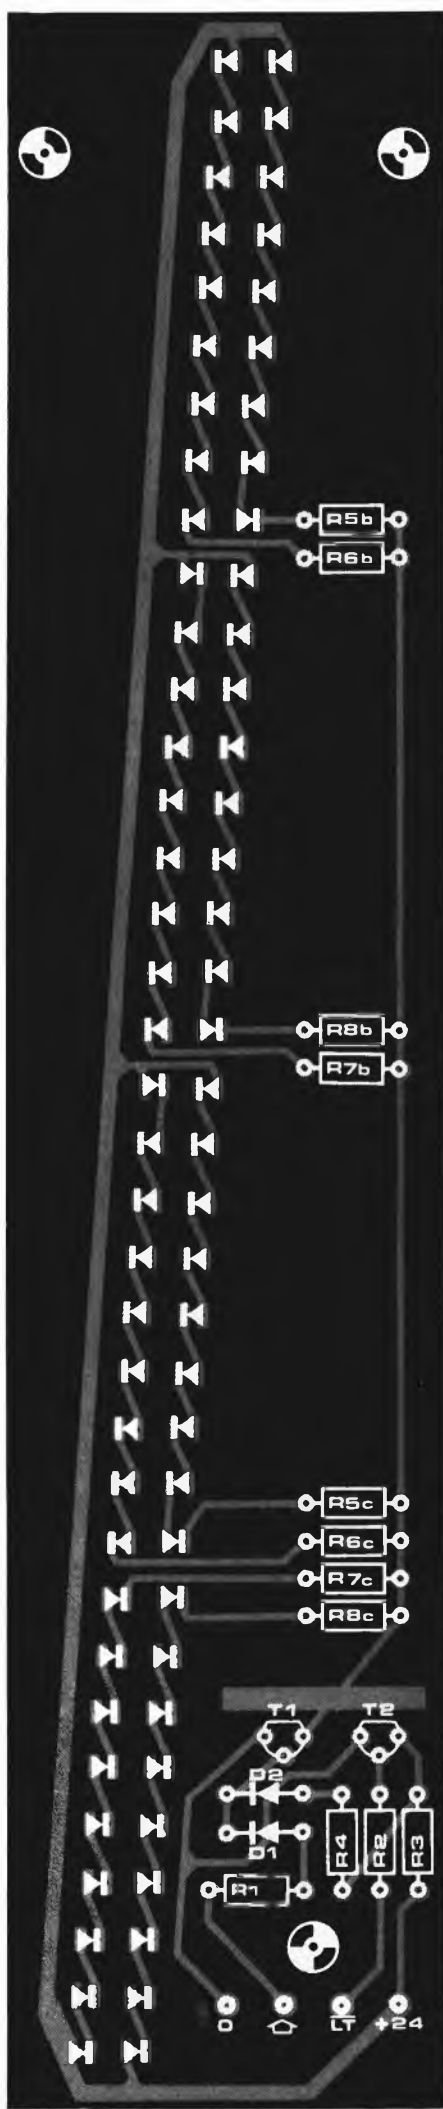 R5b
R6b
R8b
R7b
R5c
R6c
R7c
R8c
T1 T2
D2
D1
R4 R2 R3
R1
0 LT +24